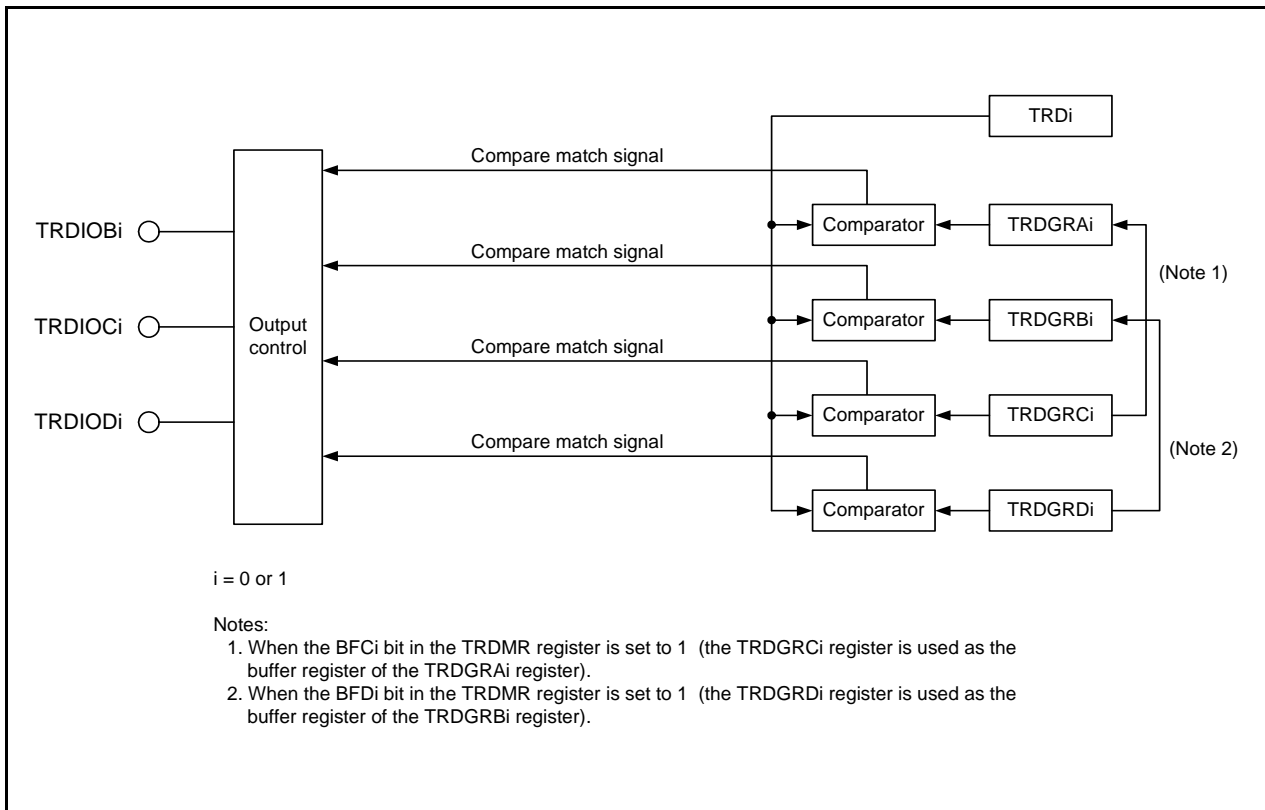 TRDi
Compare match signal
Comparator
TRDGRAi
TRDIOBi
(Note 1)
Compare match signal
Comparator
TRDGRBi
TRDIOCi
Output
control
Compare match signal
Comparator
TRDGRCi
TRDIODi
(Note 2)
Compare match signal
Comparator
TRDGRDi
i = 0 or 1
Notes:
1. When the BFCi bit in the TRDMR register is set to 1 (the TRDGRCi register is used as the
buffer register of the TRDGRAi register).
2. When the BFDi bit in the TRDMR register is set to 1 (the TRDGRDi register is used as the
buffer register of the TRDGRBi register).